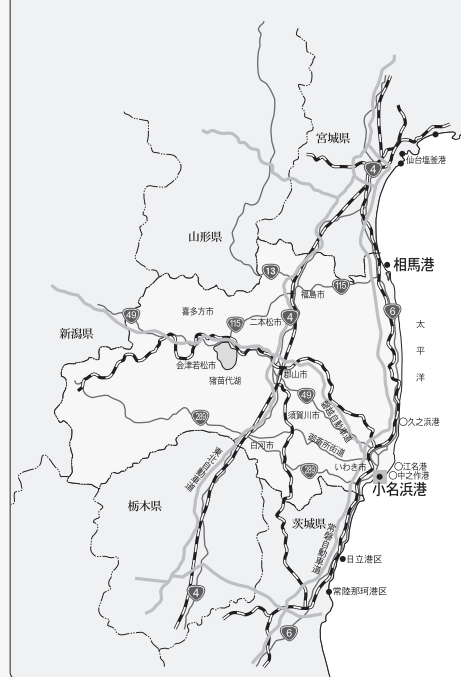 宮城県
4
仙台塩釜港
山形県
相馬港
13
115
福島市
6
49
喜多方市
115
二本松市
4
太平洋
新潟県
会津若松市
郡山市
猪苗代湖
49
289
須賀川市
磐越自動車道
久之浜港
御斎所街道
白河市
東北自動車道
いわき市
江名港
289
中之作港
小名浜港
栃木県
茨城県
常磐自動車道
日立港区
4
常陸那珂港区
6